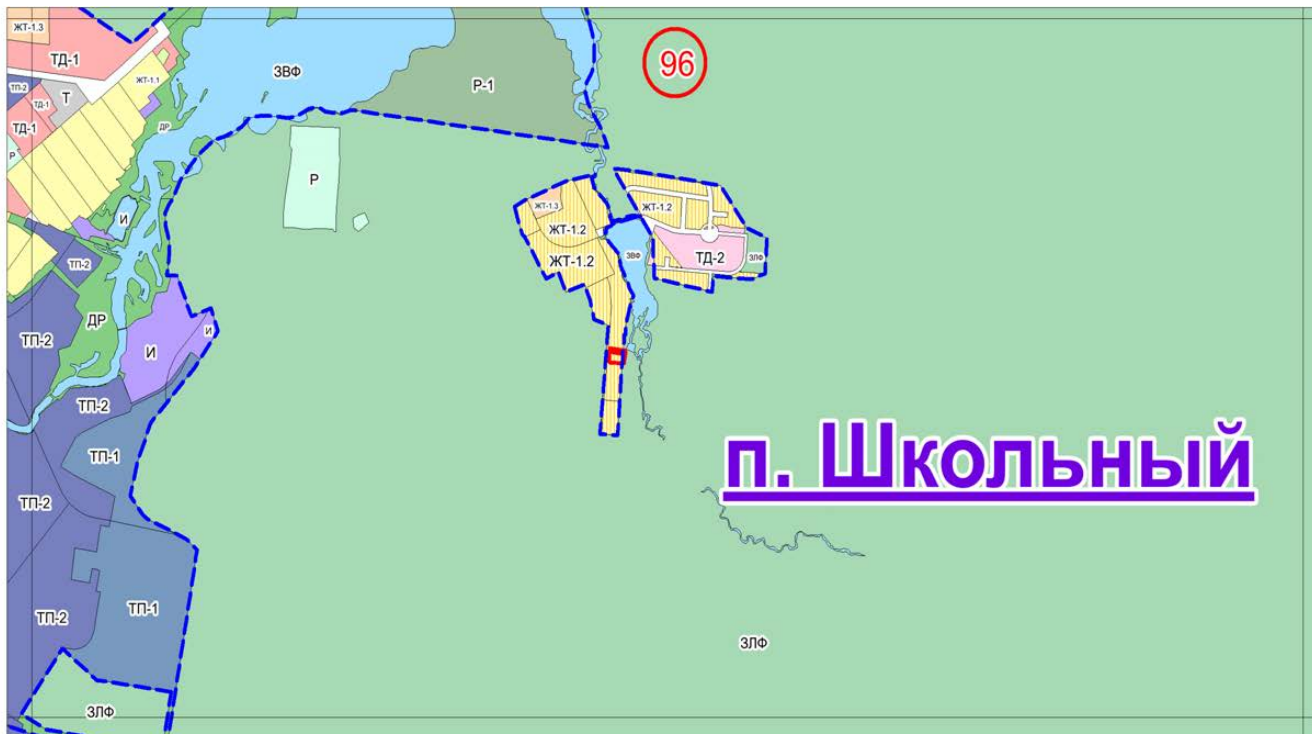 ЖТ-1.3
ТД-1
ЗВФ
96
ЖТ-1.1
Р-1
ТП-2
ТД-1
Т
ТД-1
ДР
Р
Р
И
ЖТ-1.3
ЖТ-1.2
ЖТ-1.2
ЖТ-1.2
ЗВФ
ТД-2
ЗЛФ
ТП-2
ДР
И
И
ТП-2
ТП-2
ТП-1
п. Школьный
ТП-2
ТП-1
ТП-2
ЗЛФ
ЗЛФ